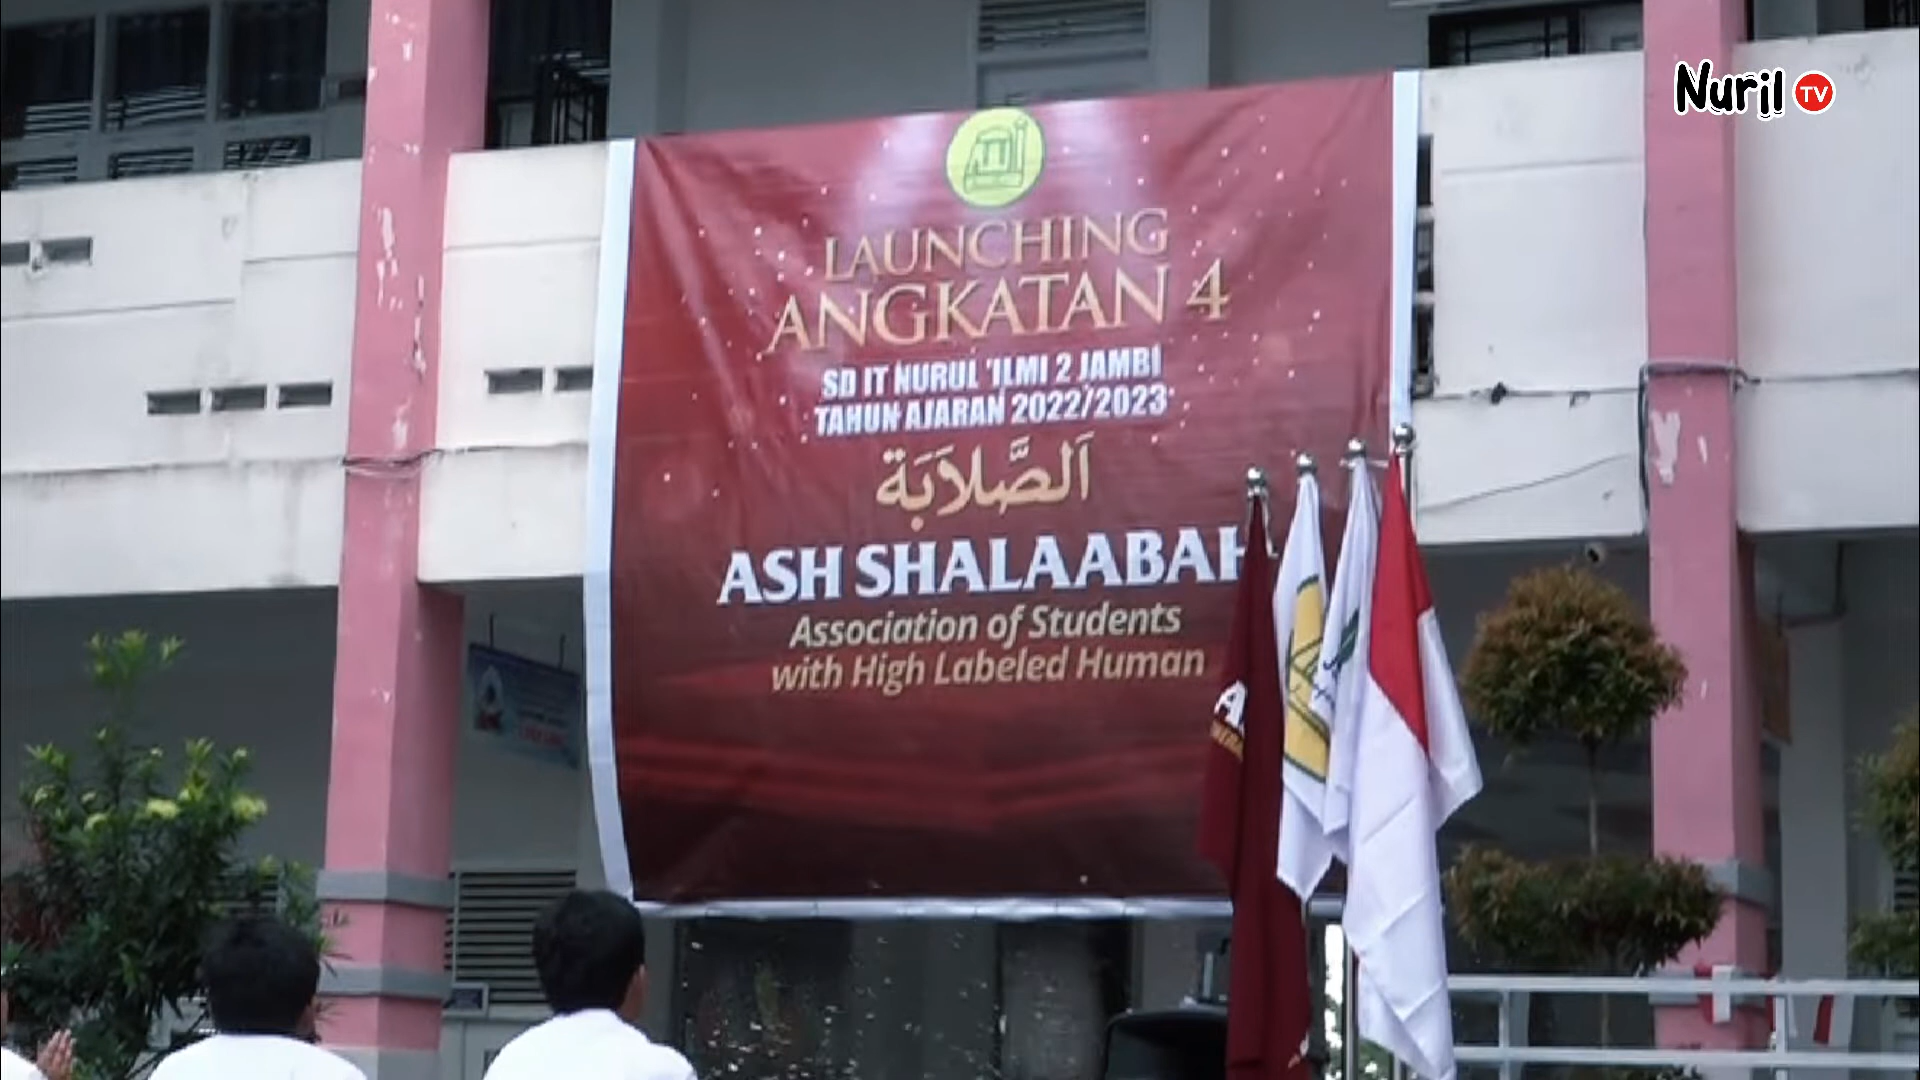 Nuril TV
LAUNCHING
ANGKATAN 4
SD IT NURUL 'ILMI 2 JAMBI
TAHUN AJARAN 2022/2023
اَلصَّلاَبَة
ASH SHALAABAH
Association of Students
with High Labeled Human